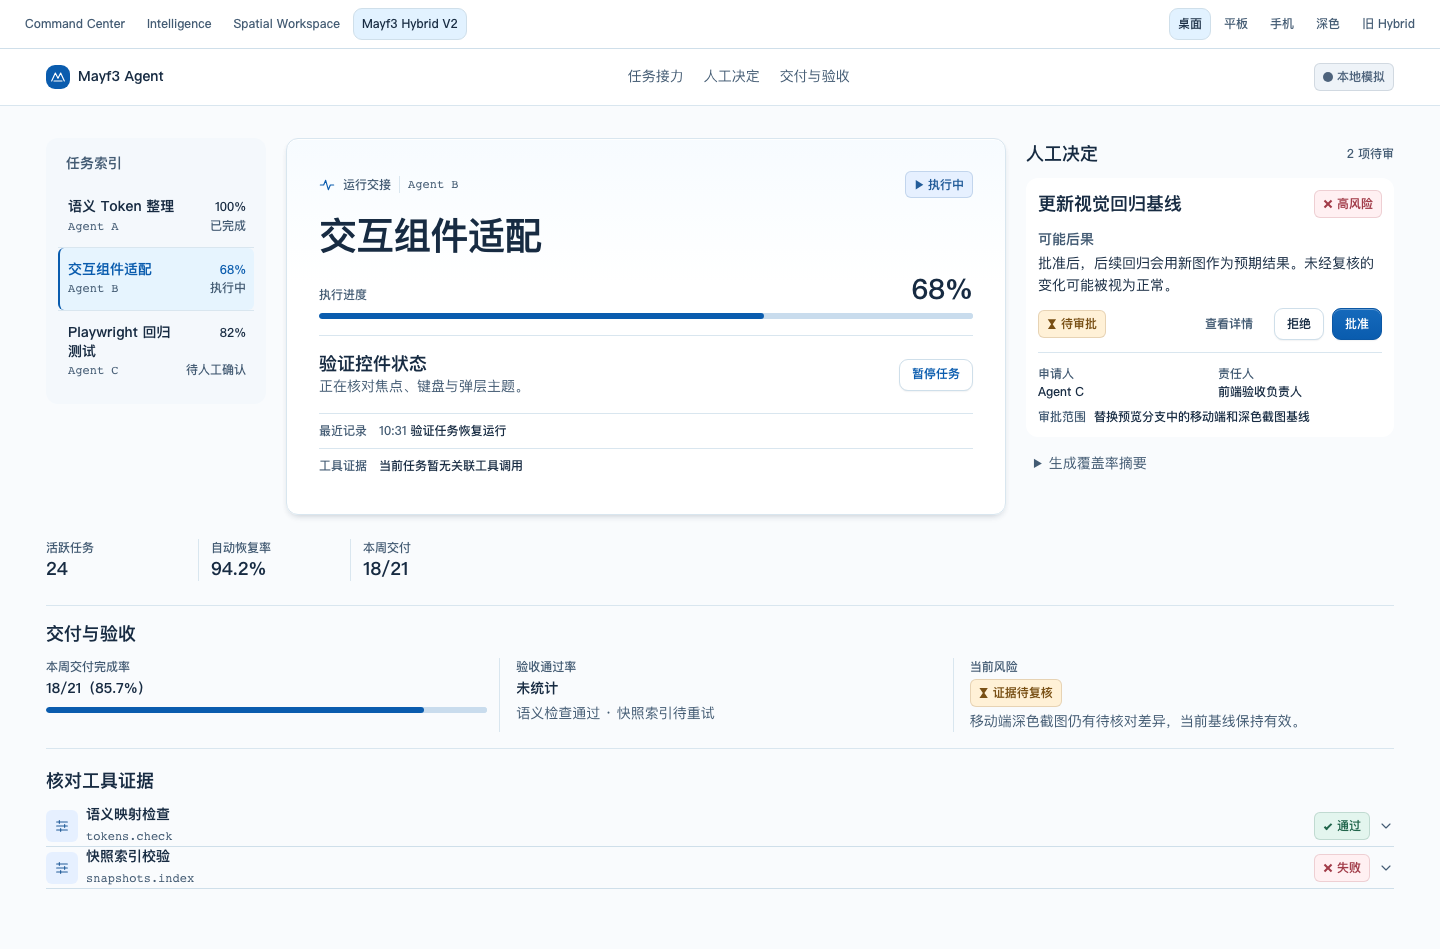 Command Center Intelligence Spatial Workspace Mayf3 Hybrid V2 桌面 平板 手机 深色 旧 Hybrid
Mayf3 Agent 任务接力 人工决定 交付与验收 本地模拟
任务索引
语义 Token 整理 100%
Agent A 已完成
交互组件适配 68%
Agent B 执行中
Playwright 回归 82%
测试
Agent C 待人工确认
运行交接 Agent B 执行中
交互组件适配
执行进度 68%
验证控件状态
正在核对焦点、键盘与弹层主题。
暂停任务
最近记录 10:31 验证任务恢复运行
工具证据 当前任务暂无关联工具调用
人工决定 2 项待审
更新视觉回归基线 高风险
可能后果
批准后，后续回归会用新图作为预期结果。未经复核的
变化可能被视为正常。
待审批 查看详情 拒绝 批准
申请人 责任人
Agent C 前端验收负责人
审批范围 替换预览分支中的移动端和深色截图基线
生成覆盖率摘要
活跃任务 自动恢复率 本周交付
24 94.2% 18/21
交付与验收
本周交付完成率
18/21（85.7%）
验收通过率
未统计
语义检查通过 · 快照索引待重试
当前风险
证据待复核
移动端深色截图仍有待核对差异，当前基线保持有效。
核对工具证据
语义映射检查
tokens.check
通过
快照索引校验
snapshots.index
失败